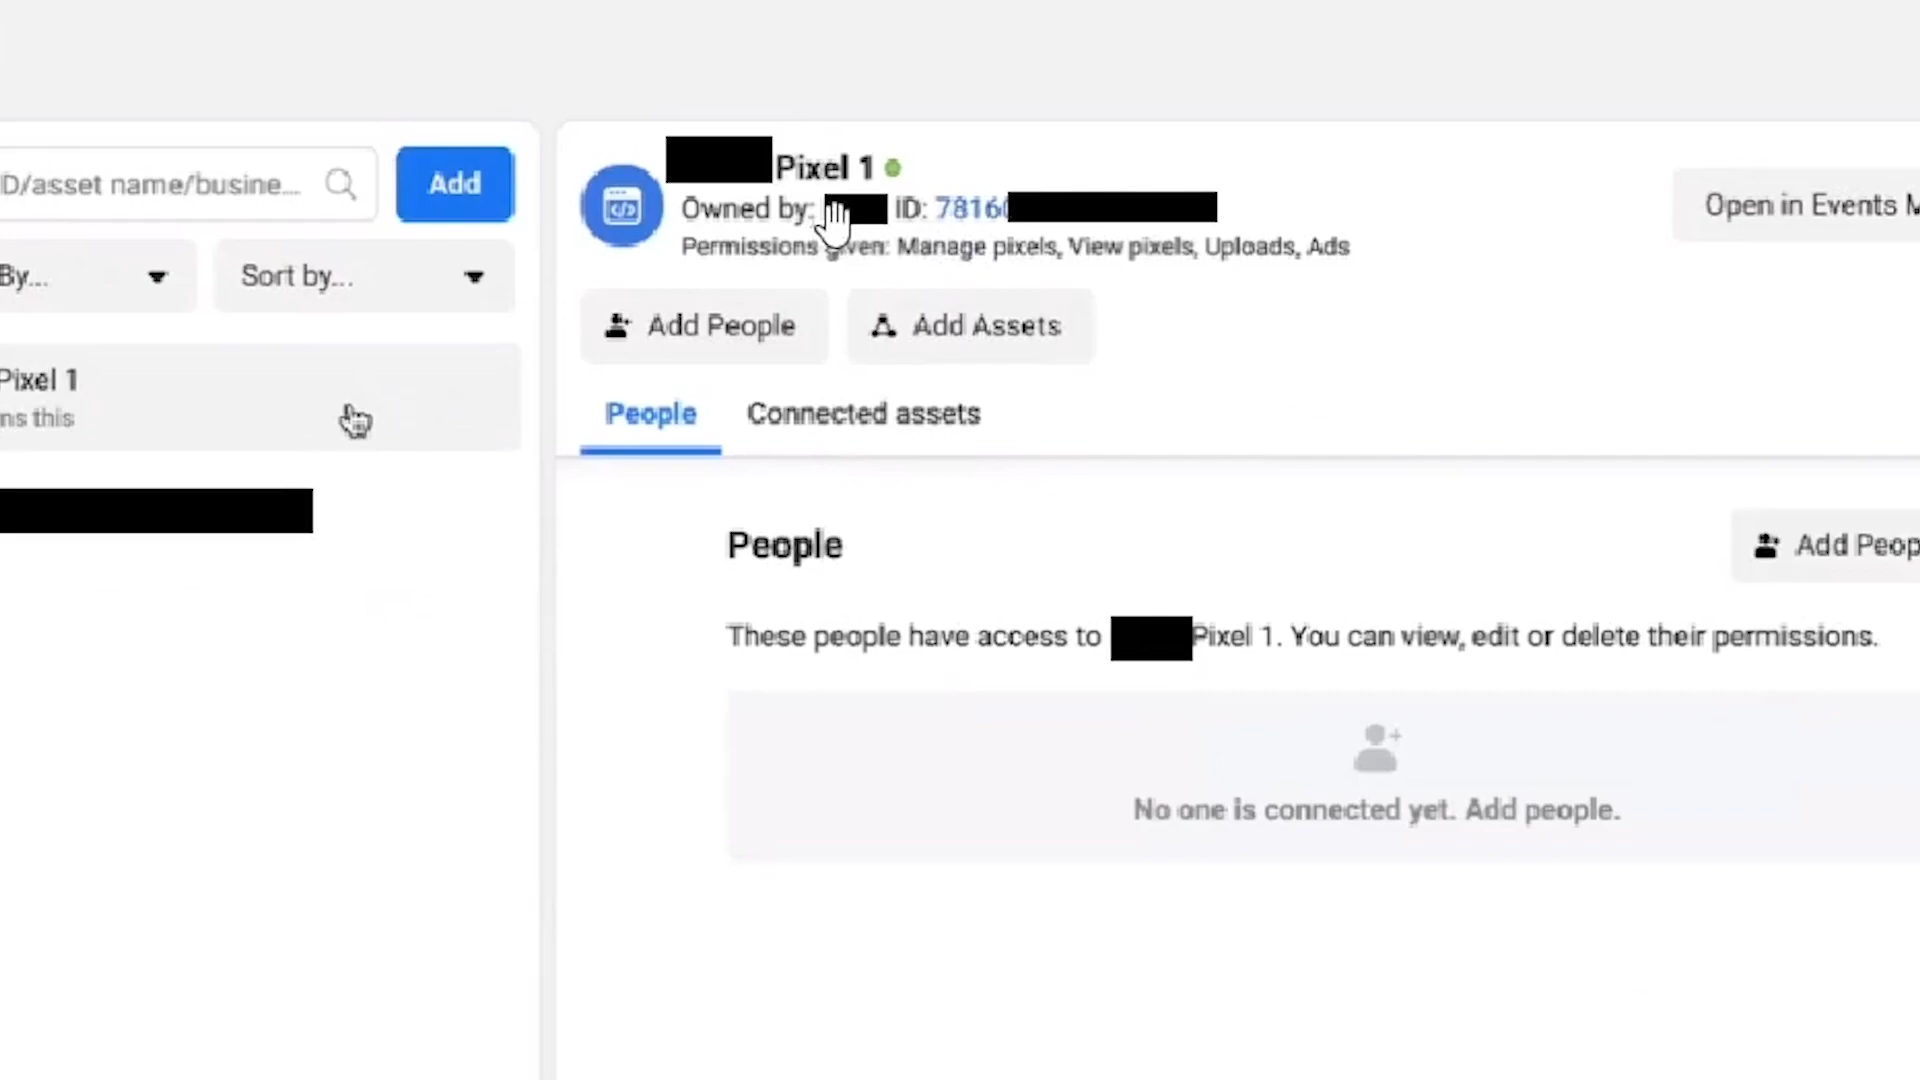 D/asset name/busine...
Add
By...
Sort by...
Pixel 1
ns this
Pixel 1
Owned by: ID: 7816
Permissions given: Manage pixels, View pixels, Uploads, Ads
Open in Events M
Add People
Add Assets
People
Connected assets
People
Add Peop
These people have access to Pixel 1. You can view, edit or delete their permissions.
No one is connected yet. Add people.